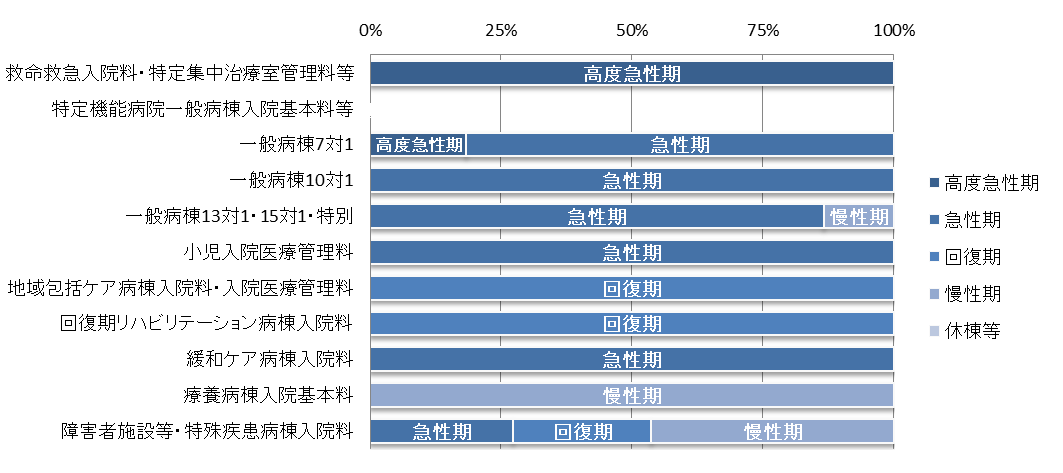 0% 25% 50% 75% 100%
救命救急入院料・特定集中治療室管理料等 高度急性期
特定機能病院一般病棟入院基本料等
一般病棟7対1 高度急性期 急性期
一般病棟10対1 急性期
一般病棟13対1・15対1・特別 急性期 慢性期
小児入院医療管理料 急性期
地域包括ケア病棟入院料・入院医療管理料 回復期
回復期リハビリテーション病棟入院料 回復期
緩和ケア病棟入院料 急性期
療養病棟入院基本料 慢性期
障害者施設等・特殊疾患病棟入院料 急性期 回復期 慢性期
高度急性期
急性期
回復期
慢性期
休棟等